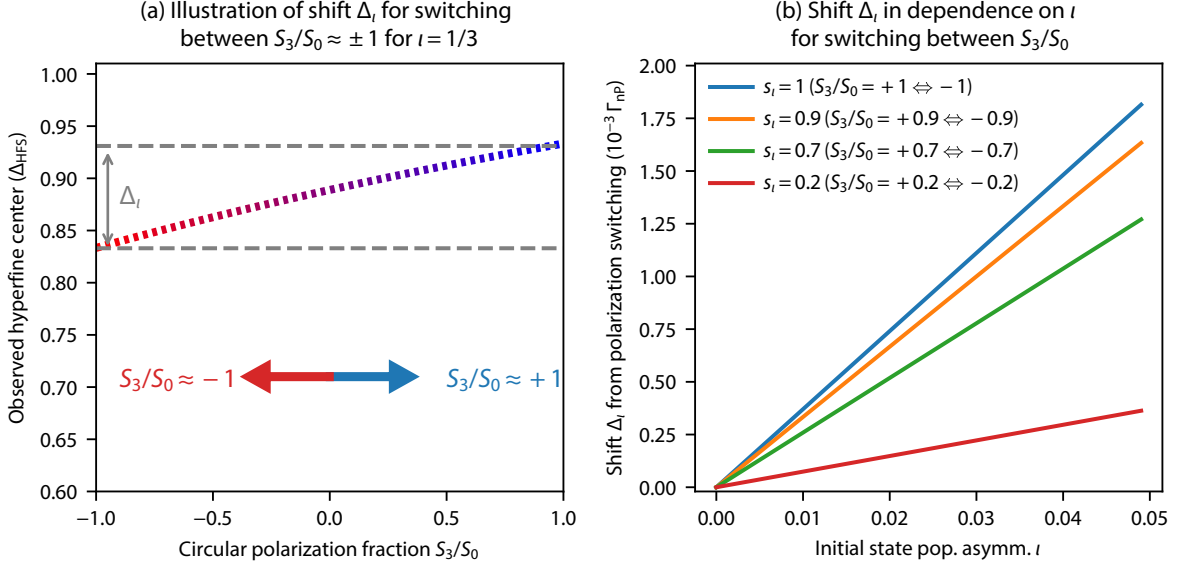 (a) Illustration of shift Δι for switching
between S3/S0 ≈ ± 1 for ι = 1/3
Observed hyperfine center (ΔHFS)
1.00
0.95
0.90
0.85
0.80
0.75
0.70
0.65
0.60
Δι
S3/S0 ≈ − 1
S3/S0 ≈ + 1
−1.0
−0.5
0.0
0.5
1.0
Circular polarization fraction S3/S0
(b) Shift Δι in dependence on ι
for switching between S3/S0
Shift Δι from polarization switching (10⁻³ ΓnP)
2.00
1.75
1.50
1.25
1.00
0.75
0.50
0.25
0.00
sι = 1 (S3/S0 = + 1 ⇔ − 1)
sι = 0.9 (S3/S0 = + 0.9 ⇔ − 0.9)
sι = 0.7 (S3/S0 = + 0.7 ⇔ − 0.7)
sι = 0.2 (S3/S0 = + 0.2 ⇔ − 0.2)
0.00
0.01
0.02
0.03
0.04
0.05
Initial state pop. asymm. ι